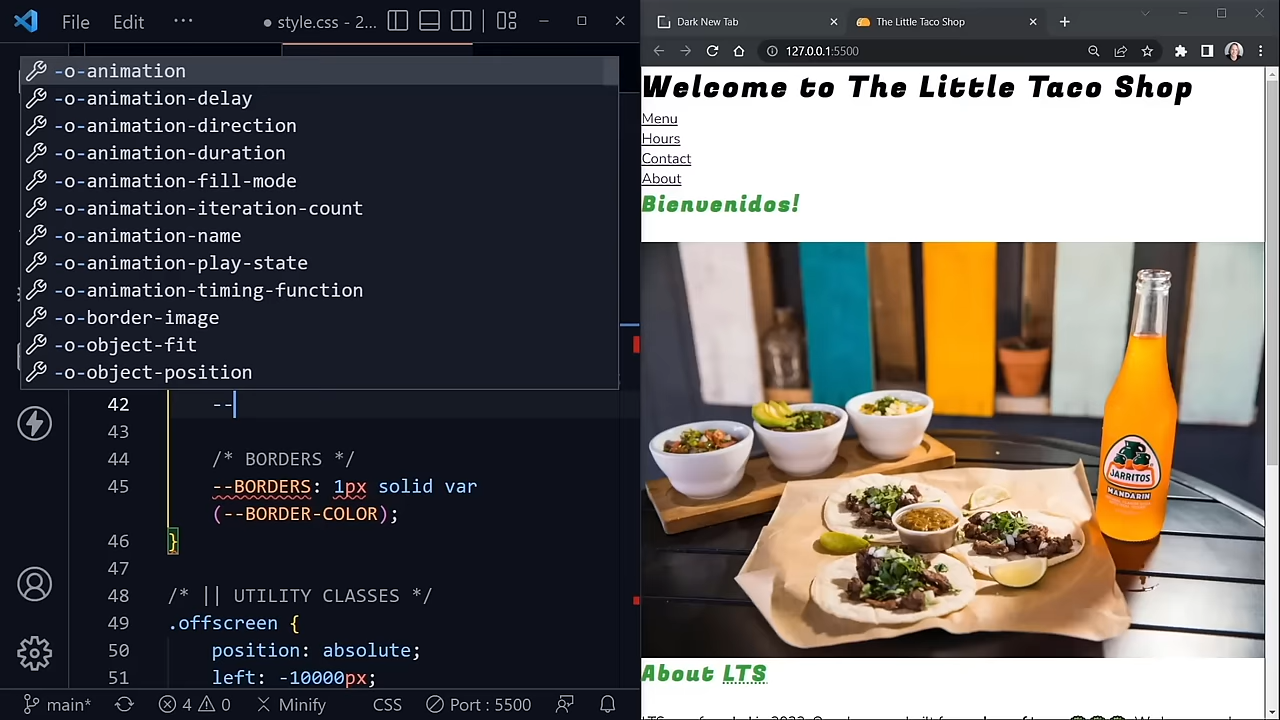 File Edit ··· ● style.css - 2...
-o-animation
-o-animation-delay
-o-animation-direction
-o-animation-duration
-o-animation-fill-mode
-o-animation-iteration-count
-o-animation-name
-o-animation-play-state
-o-animation-timing-function
-o-border-image
-o-object-fit
-o-object-position
42 --
43
44 /* BORDERS */
45 --BORDERS: 1px solid var
(--BORDER-COLOR);
46 }
47
48 /* || UTILITY CLASSES */
49 .offscreen {
50 position: absolute;
51 left: -10000px;
main* 4 0 Minify CSS Port : 5500
Dark New Tab
The Little Taco Shop
127.0.0.1:5500
Welcome to The Little Taco Shop
Menu
Hours
Contact
About
Bienvenidos!
JARRITOS
MANDARIN
About LTS